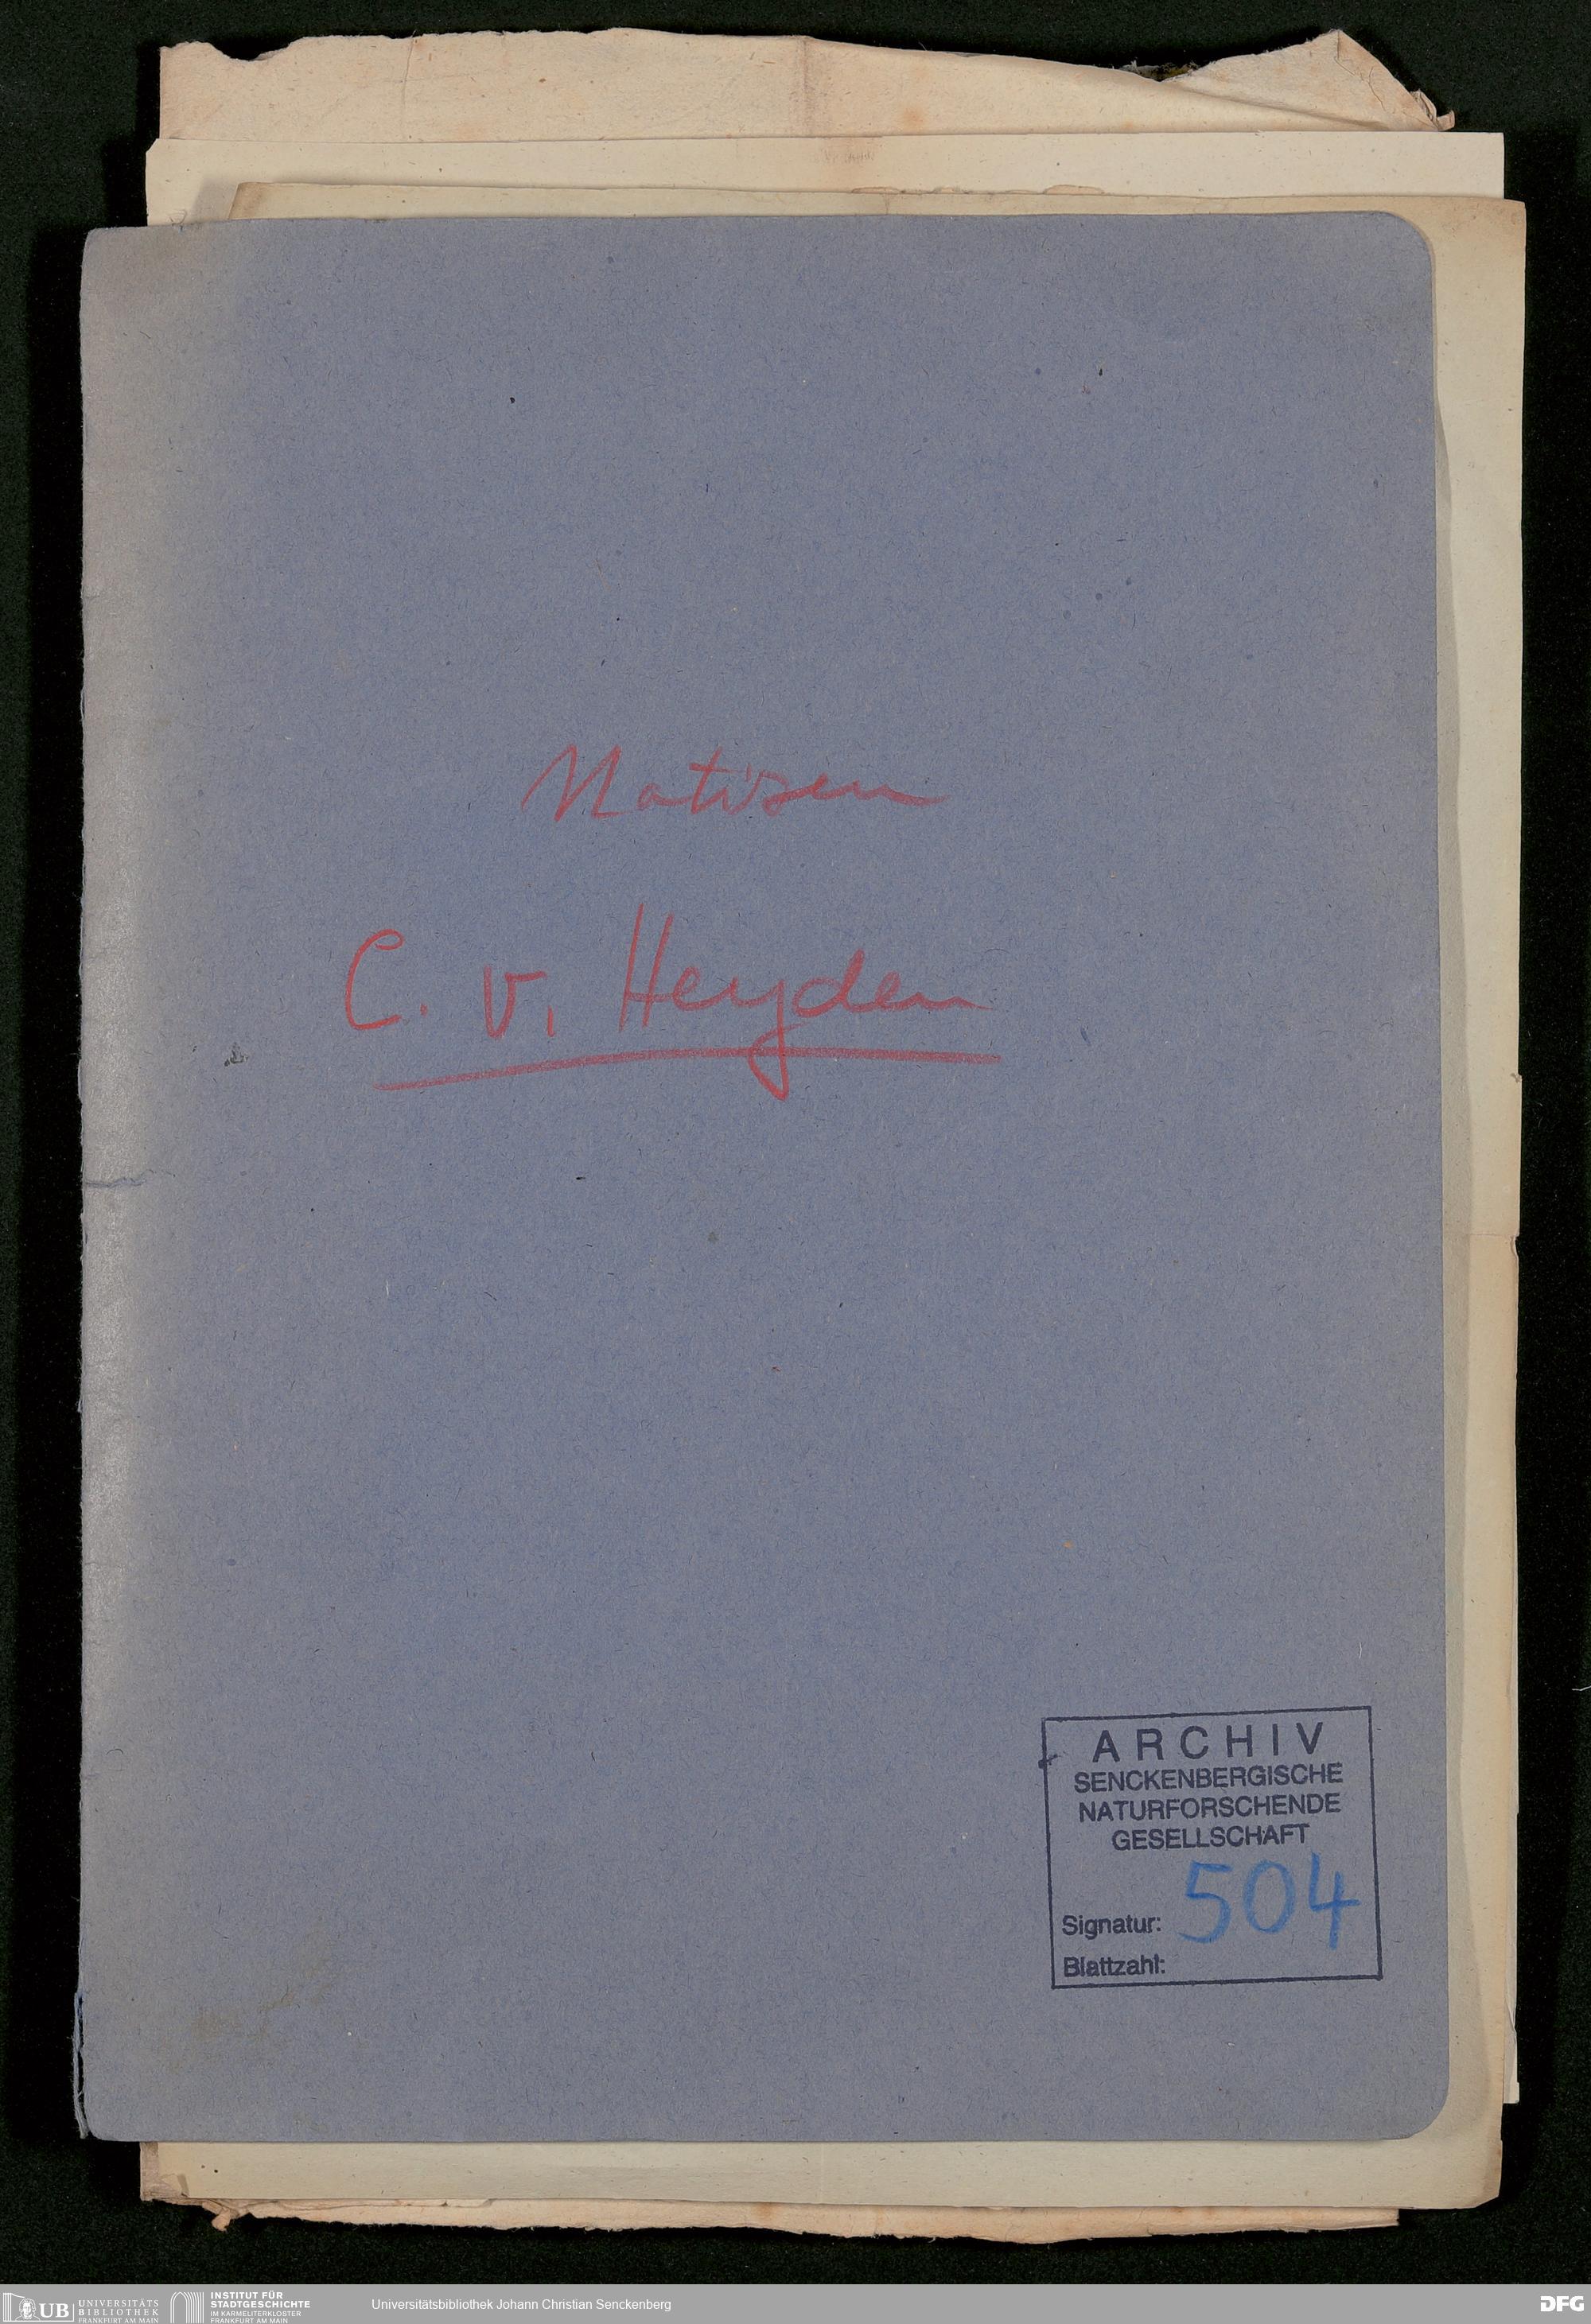 Notizen
C. v. Heyden
ARCHIV
SENCKENBERGISCHE
NATURFORSCHENDE
GESELLSCHAFT
504
Signatur:
Blattzahl:
UB UNIVERSITÄTS
BIBLIOTHEK
FRANKFURT AM MAIN
INSTITUT FÜR
STADTGESCHICHTE
IM KARMELITERKLOSTER
FRANKFURT AM MAIN
Universitätsbibliothek Johann Christian Senckenberg
DFG